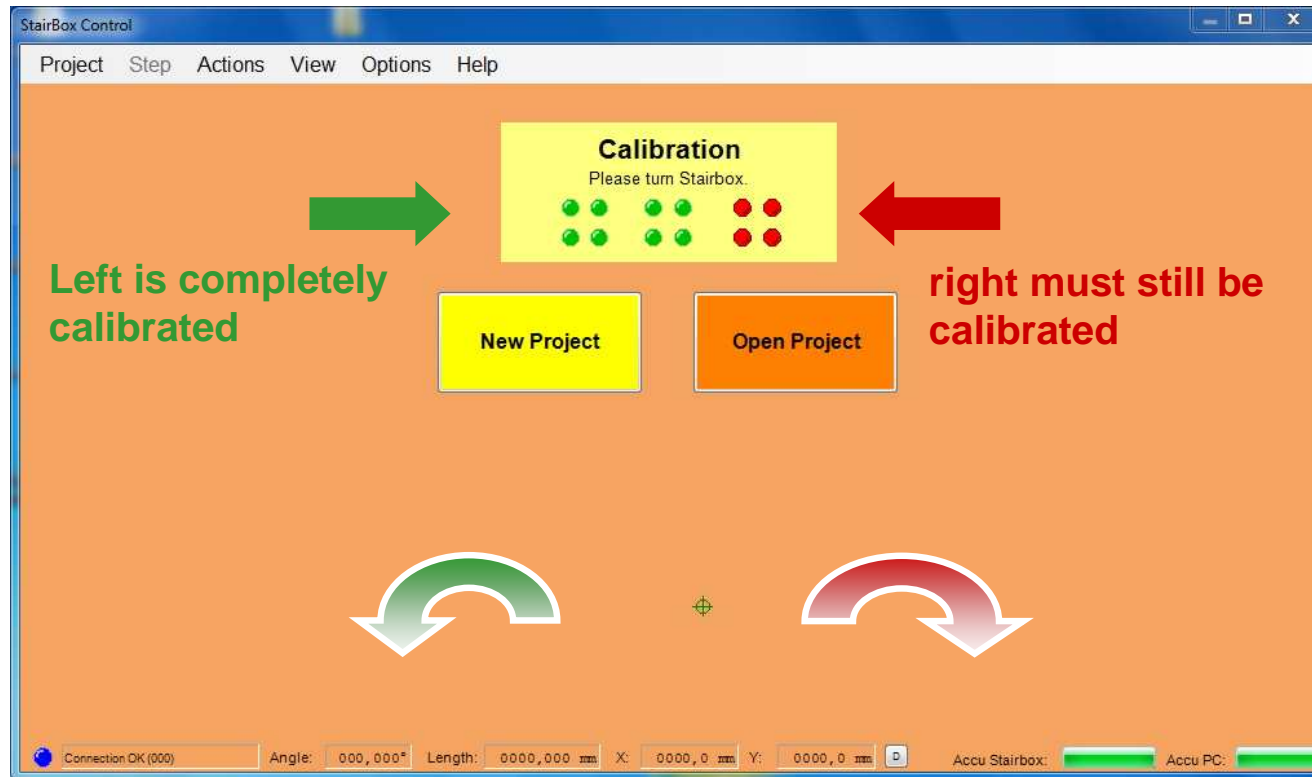 StairBox Control
Project Step Actions View Options Help
Calibration
Please turn Stairbox.
Left is completely
calibrated
right must still be
calibrated
New Project
Open Project
Connection OK (000) Angle: 000,000° Length: 0000,000 mm X: 0000,0 mm Y: 0000,0 mm D Accu Stairbox: Accu PC: